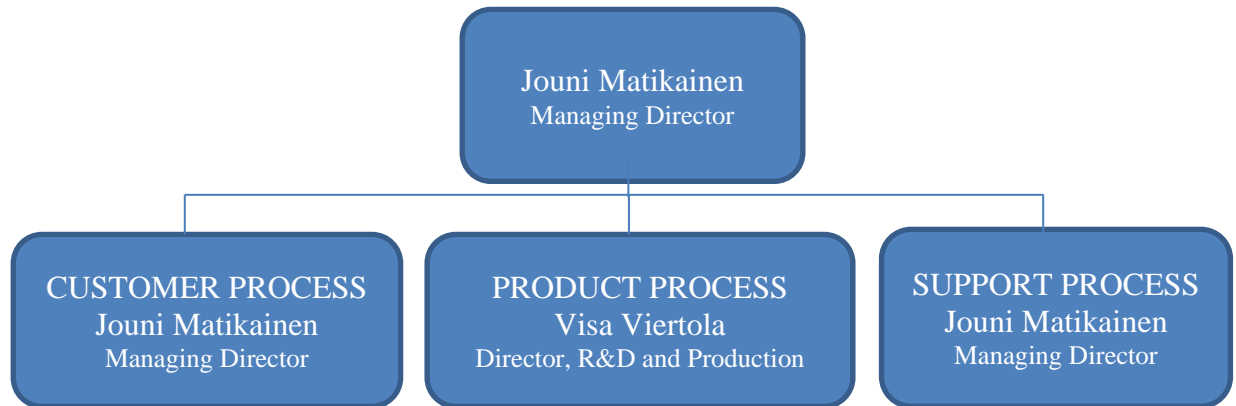 Jouni Matikainen
Managing Director
CUSTOMER PROCESS
Jouni Matikainen
Managing Director
PRODUCT PROCESS
Visa Viertola
Director, R&D and Production
SUPPORT PROCESS
Jouni Matikainen
Managing Director